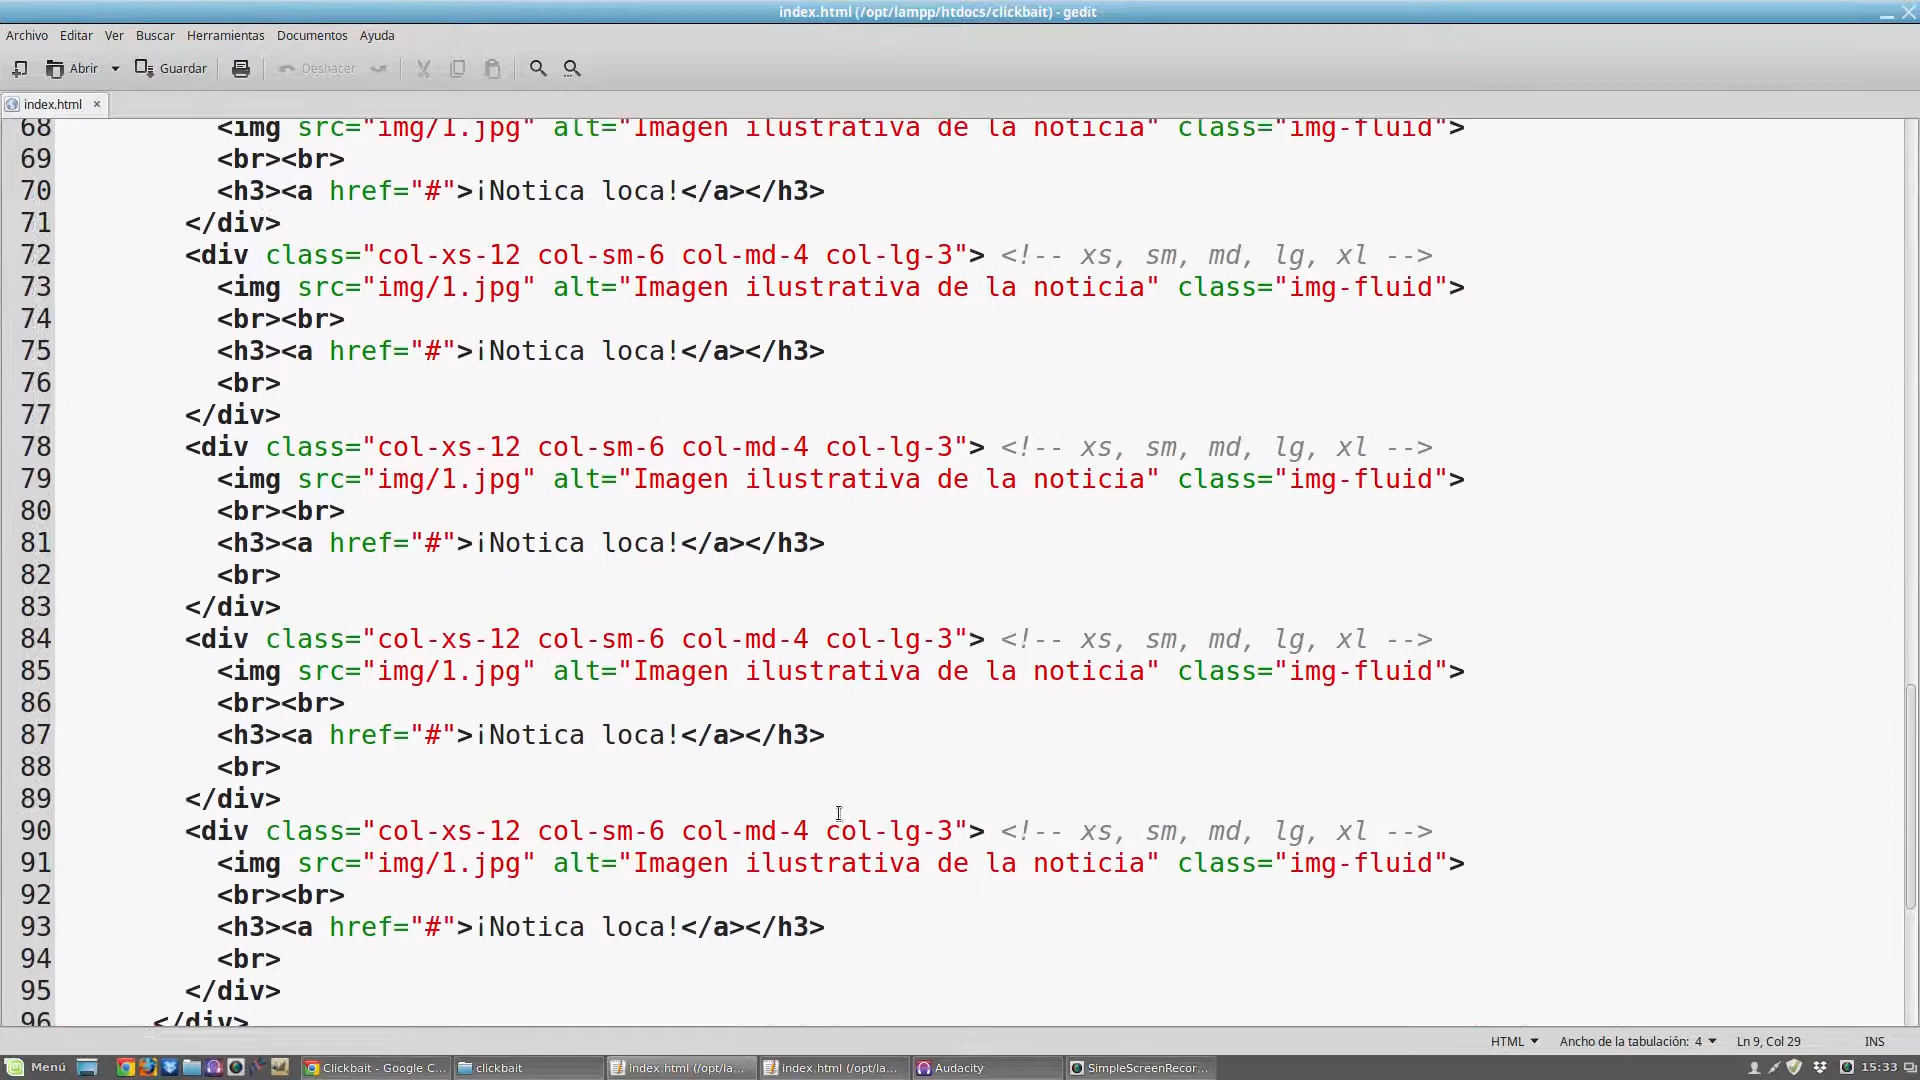 index.html (/opt/lampp/htdocs/clickbait) - gedit
Archivo Editar Ver Buscar Herramientas Documentos Ayuda
Abrir Guardar Deshacer
index.html ×
68 <img src="img/1.jpg" alt="Imagen ilustrativa de la noticia" class="img-fluid">
69 <br><br>
70 <h3><a href="#">¡Notica loca!</a></h3>
71 </div>
72 <div class="col-xs-12 col-sm-6 col-md-4 col-lg-3"> <!-- xs, sm, md, lg, xl -->
73 <img src="img/1.jpg" alt="Imagen ilustrativa de la noticia" class="img-fluid">
74 <br><br>
75 <h3><a href="#">¡Notica loca!</a></h3>
76 <br>
77 </div>
78 <div class="col-xs-12 col-sm-6 col-md-4 col-lg-3"> <!-- xs, sm, md, lg, xl -->
79 <img src="img/1.jpg" alt="Imagen ilustrativa de la noticia" class="img-fluid">
80 <br><br>
81 <h3><a href="#">¡Notica loca!</a></h3>
82 <br>
83 </div>
84 <div class="col-xs-12 col-sm-6 col-md-4 col-lg-3"> <!-- xs, sm, md, lg, xl -->
85 <img src="img/1.jpg" alt="Imagen ilustrativa de la noticia" class="img-fluid">
86 <br><br>
87 <h3><a href="#">¡Notica loca!</a></h3>
88 <br>
89 </div>
90 <div class="col-xs-12 col-sm-6 col-md-4 col-lg-3"> <!-- xs, sm, md, lg, xl -->
91 <img src="img/1.jpg" alt="Imagen ilustrativa de la noticia" class="img-fluid">
92 <br><br>
93 <h3><a href="#">¡Notica loca!</a></h3>
94 <br>
95 </div>
96 </div>
HTML Ancho de la tabulación: 4 Ln 9, Col 29 INS
Menú Clickbait - Google C... clickbait index.html (/opt/la... index.html (/opt/la... Audacity SimpleScreenRecor... 15:33